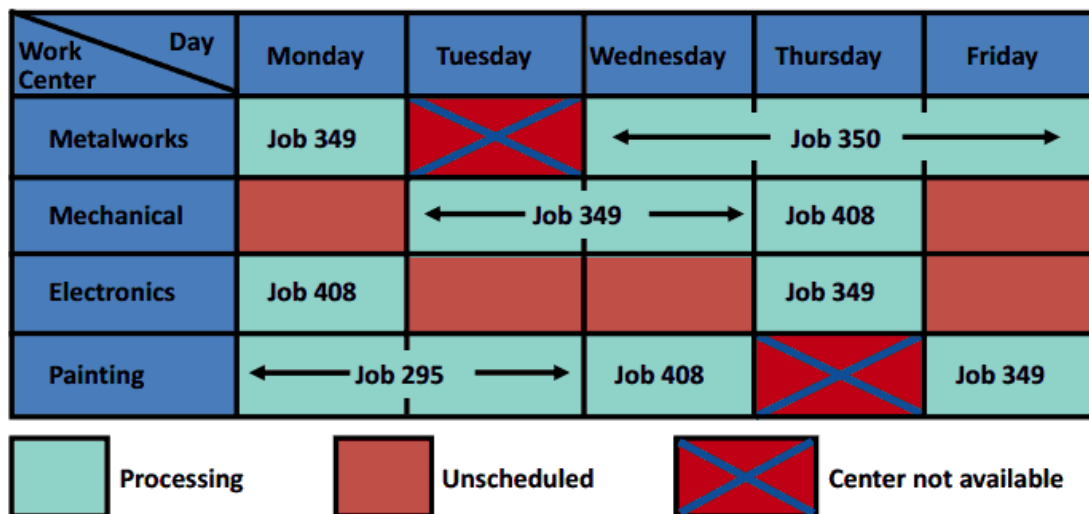 Day
Work
Center
Monday Tuesday Wednesday Thursday Friday
Metalworks Job 349 Job 350
Mechanical Job 349 Job 408
Electronics Job 408 Job 349
Painting Job 295 Job 408 Job 349
Processing Unscheduled Center not available